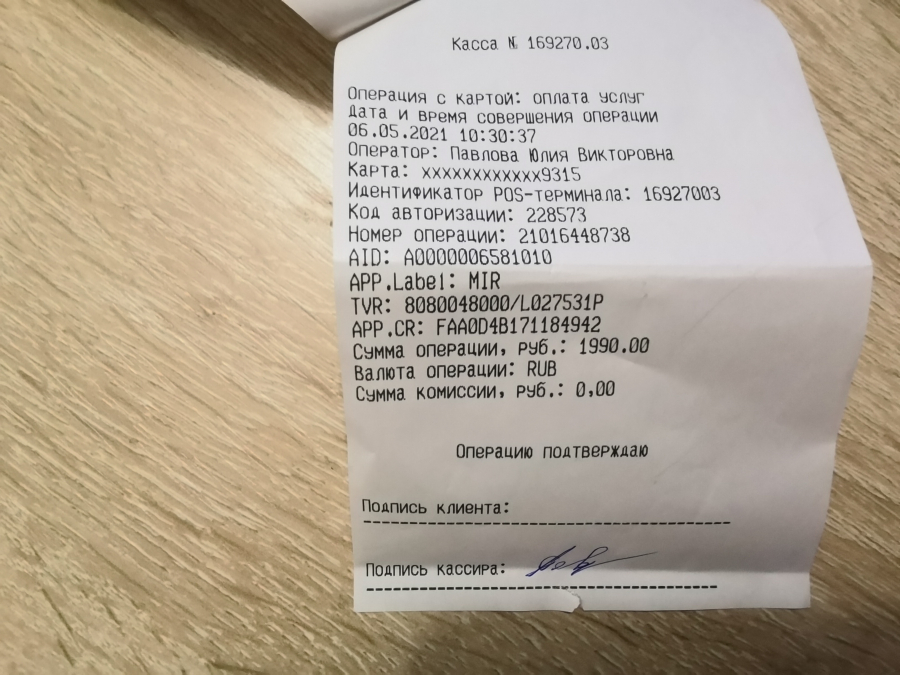 Касса № 169270.03
Операция с картой: оплата услуг
Дата и время совершения операции
06.05.2021 10:30:37
Оператор: Павлова Юлия Викторовна
Карта: xxxxxxxxxxxx9315
Идентификатор POS-терминала: 16927003
Код авторизации: 228573
Номер операции: 21016448738
AID: A0000006581010
APP.Label: MIR
TVR: 8080048000/L027531P
APP.CR: FAA0D4B171184942
Сумма операции, руб.: 1990.00
Валюта операции: RUB
Сумма комиссии, руб.: 0,00
Операцию подтверждаю
Подпись клиента:
Подпись кассира: